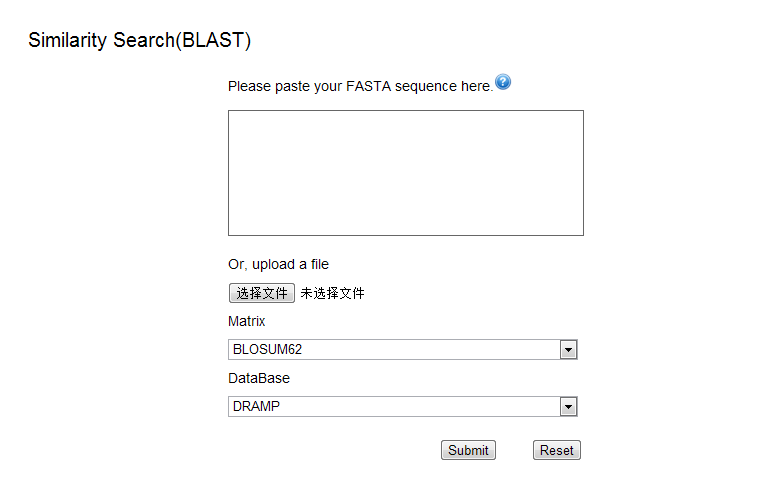 Similarity Search(BLAST)
Please paste your FASTA sequence here.
Or, upload a file
选择文件 未选择文件
Matrix
BLOSUM62
DataBase
DRAMP
Submit Reset